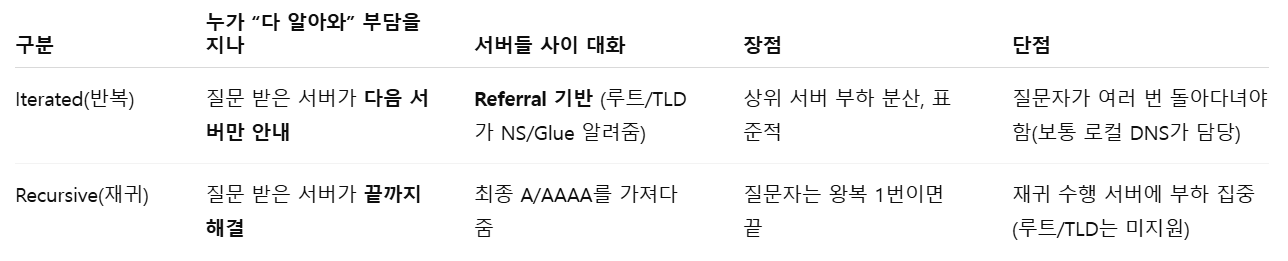 구분 누가 “다 알아와” 부담을 지나 서버들 사이 대화 장점 단점
Iterated(반복) 질문 받은 서버가 다음 서버만 안내 Referral 기반 (루트/TLD가 NS/Glue 알려줌) 상위 서버 부하 분산, 표준적 질문자가 여러 번 돌아다녀야 함(보통 로컬 DNS가 담당)
Recursive(재귀) 질문 받은 서버가 끝까지 해결 최종 A/AAAA를 가져다줌 질문자는 왕복 1번이면 끝 재귀 수행 서버에 부하 집중(루트/TLD는 미지원)